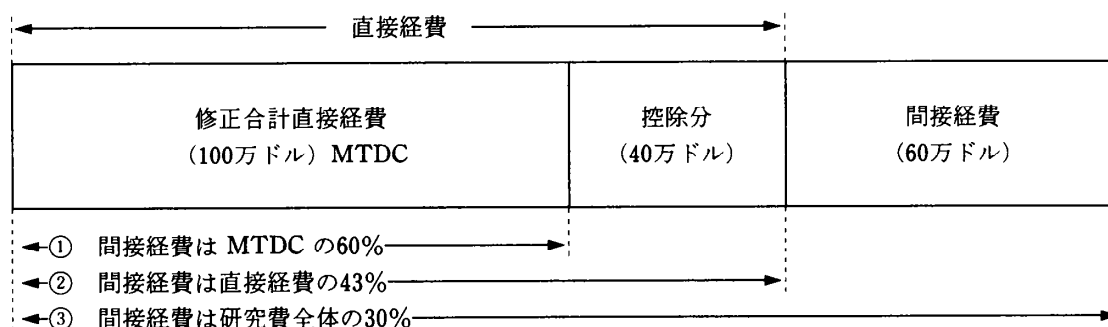 直接経費
修正合計直接経費 控除分 間接経費
(100万ドル) MTDC (40万ドル) (60万ドル)
① 間接経費は MTDC の60%
② 間接経費は直接経費の43%
③ 間接経費は研究費全体の30%